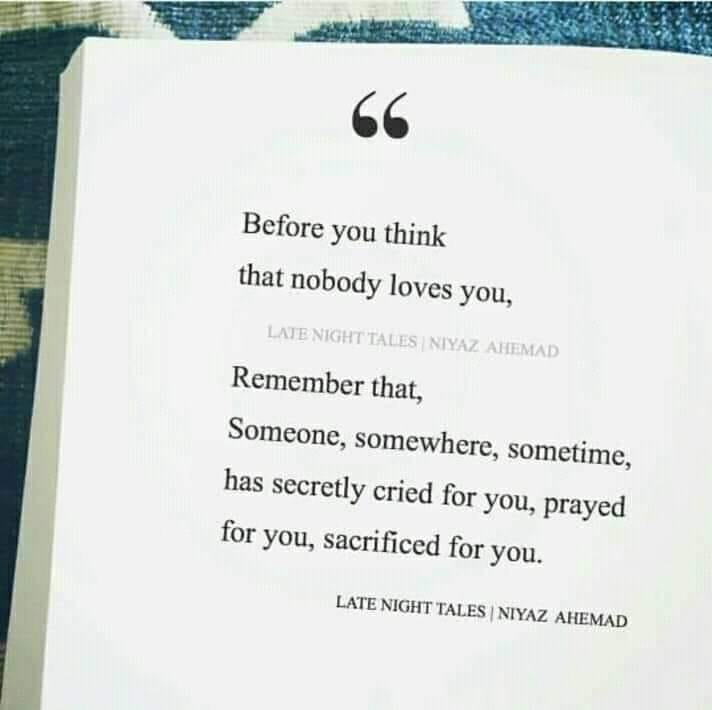 “
Before you think
that nobody loves you,
LATE NIGHT TALES | NIYAZ AHEMAD
Remember that,
Someone, somewhere, sometime,
has secretly cried for you, prayed
for you, sacrificed for you.
LATE NIGHT TALES | NIYAZ AHEMAD